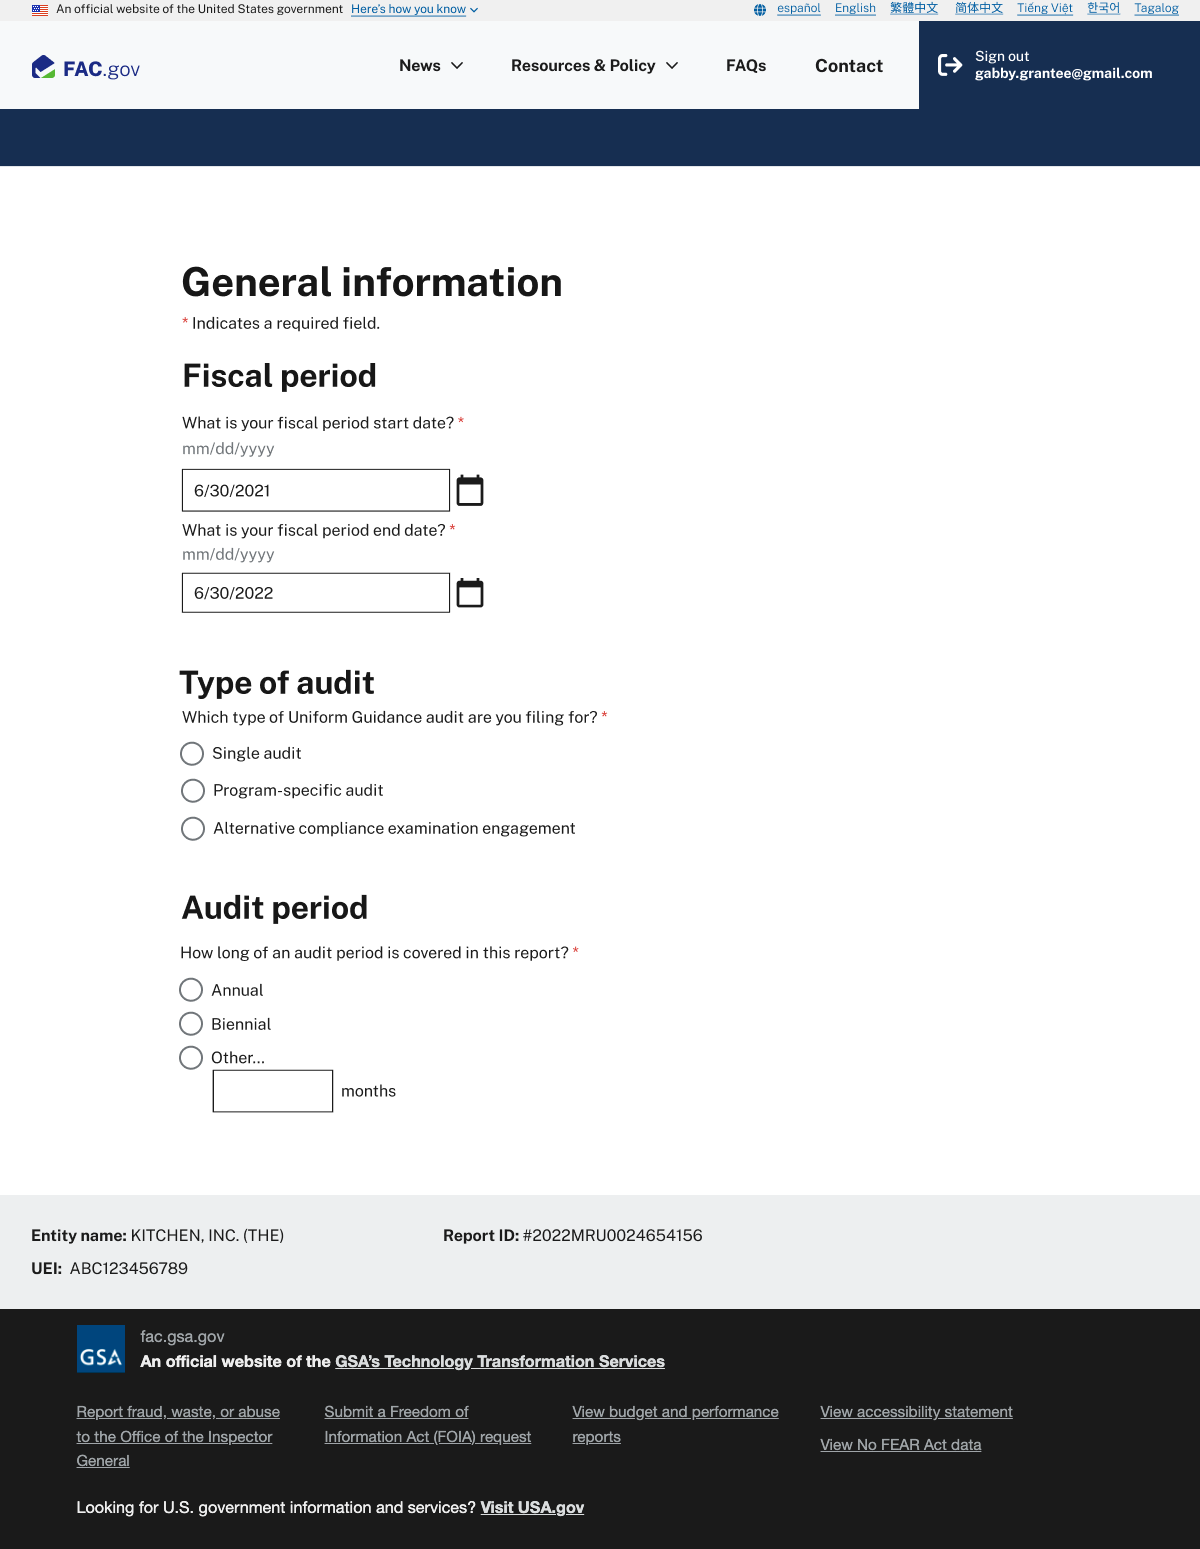 An official website of the United States government Here's how you know
español English 繁體中文 简体中文 Tiếng Việt 한국어 Tagalog
FAC.gov
News
Resources & Policy
FAQs
Contact
Sign out
gabby.grantee@gmail.com
General information
* Indicates a required field.
Fiscal period
What is your fiscal period start date? *
mm/dd/yyyy
6/30/2021
What is your fiscal period end date? *
mm/dd/yyyy
6/30/2022
Type of audit
Which type of Uniform Guidance audit are you filing for? *
Single audit
Program-specific audit
Alternative compliance examination engagement
Audit period
How long of an audit period is covered in this report? *
Annual
Biennial
Other...
months
Entity name: KITCHEN, INC. (THE)
Report ID: #2022MRU0024654156
UEI: ABC123456789
GSA
fac.gsa.gov
An official website of the GSA's Technology Transformation Services
Report fraud, waste, or abuse
to the Office of the Inspector
General
Submit a Freedom of
Information Act (FOIA) request
View budget and performance
reports
View accessibility statement
View No FEAR Act data
Looking for U.S. government information and services? Visit USA.gov